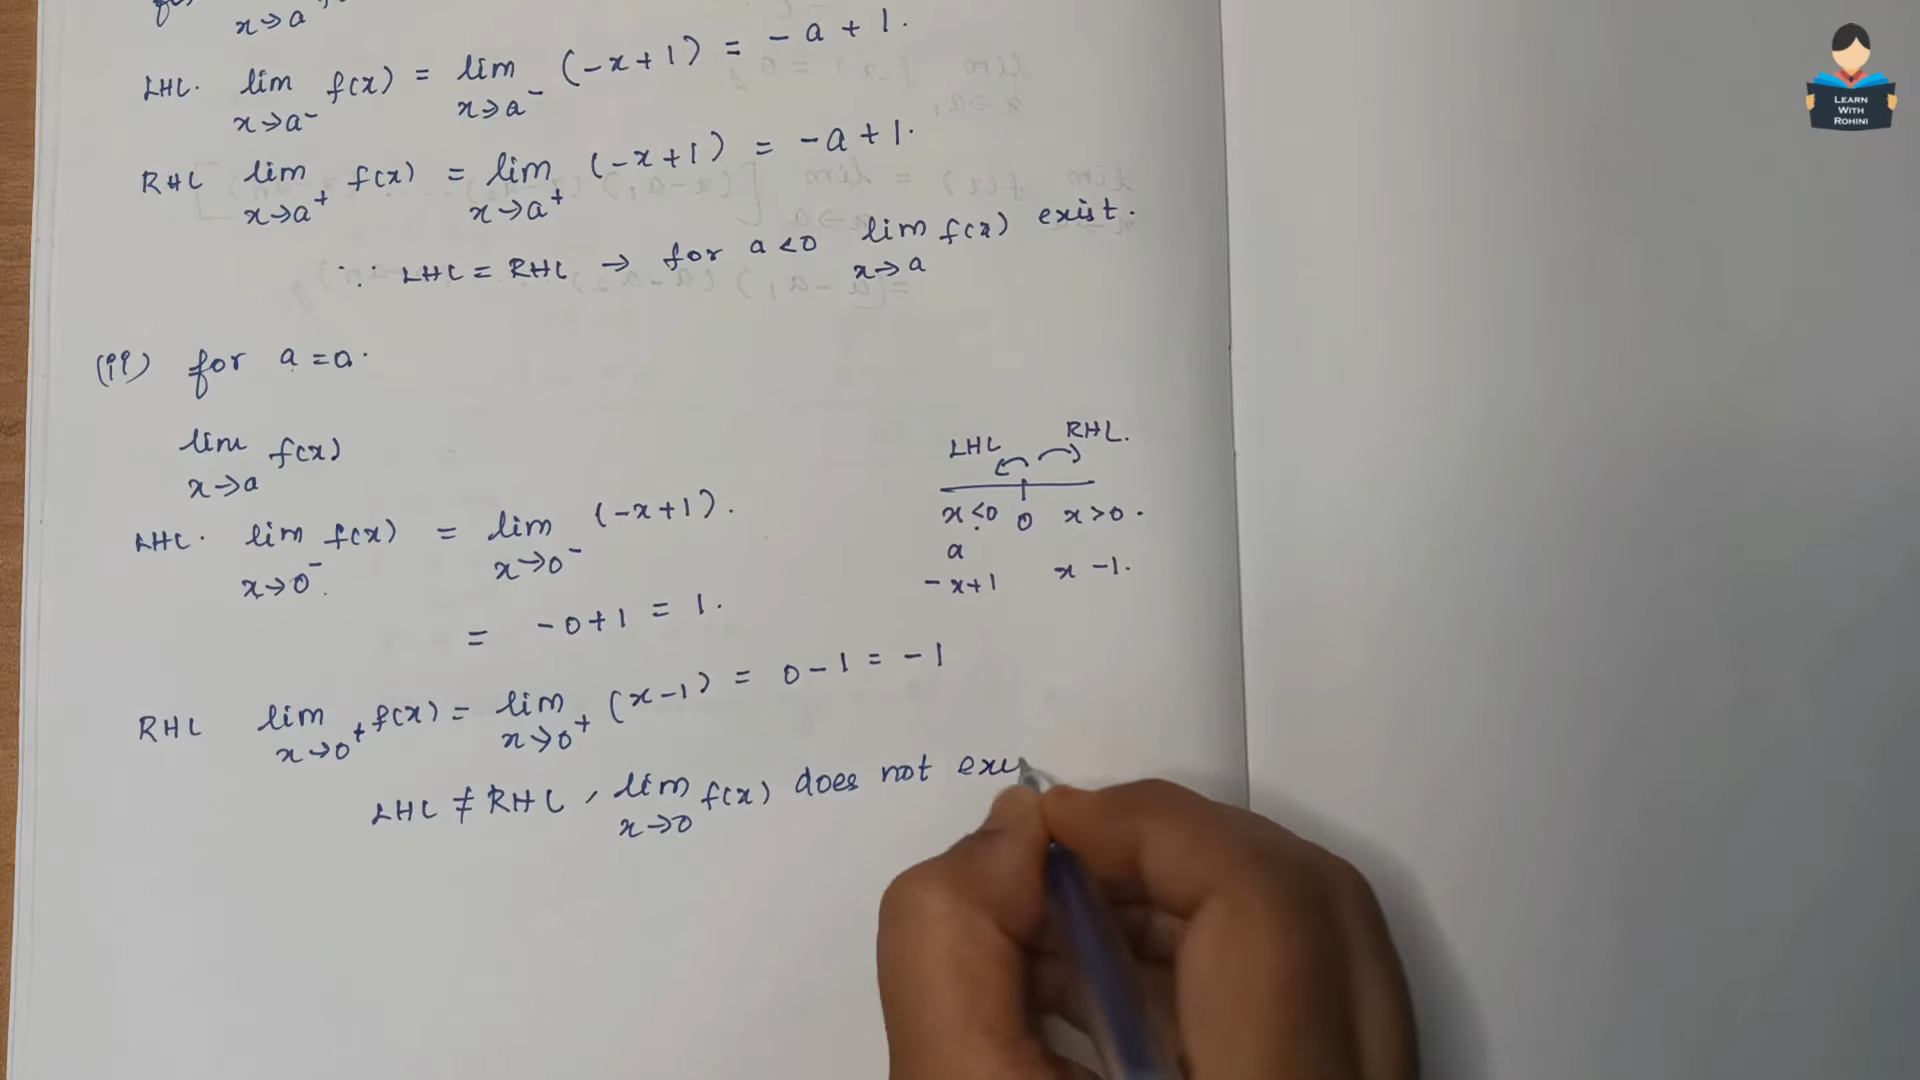 x→a
LHL. lim f(x) = lim (-x+1) = -a+1.
x→a⁻ x→a⁻
RHL lim f(x) = lim (-x+1) = -a+1.
x→a⁺ x→a⁺
∵ LHL = RHL → for a<0 lim f(x) exist.
x→a
(ii) for a=0.
lim f(x)
x→a
LHL. lim f(x) = lim (-x+1).
x→0⁻. x→0⁻
= -0+1 = 1.
RHL lim f(x) = lim (x-1) = 0-1 = -1
x→0⁺ x→0⁺
LHL ≠ RHL, lim f(x) does not exi
x→0
LHL RHL.
x<0 0 x>0.
a
-x+1 x-1.
LEARN
WITH
ROHINI